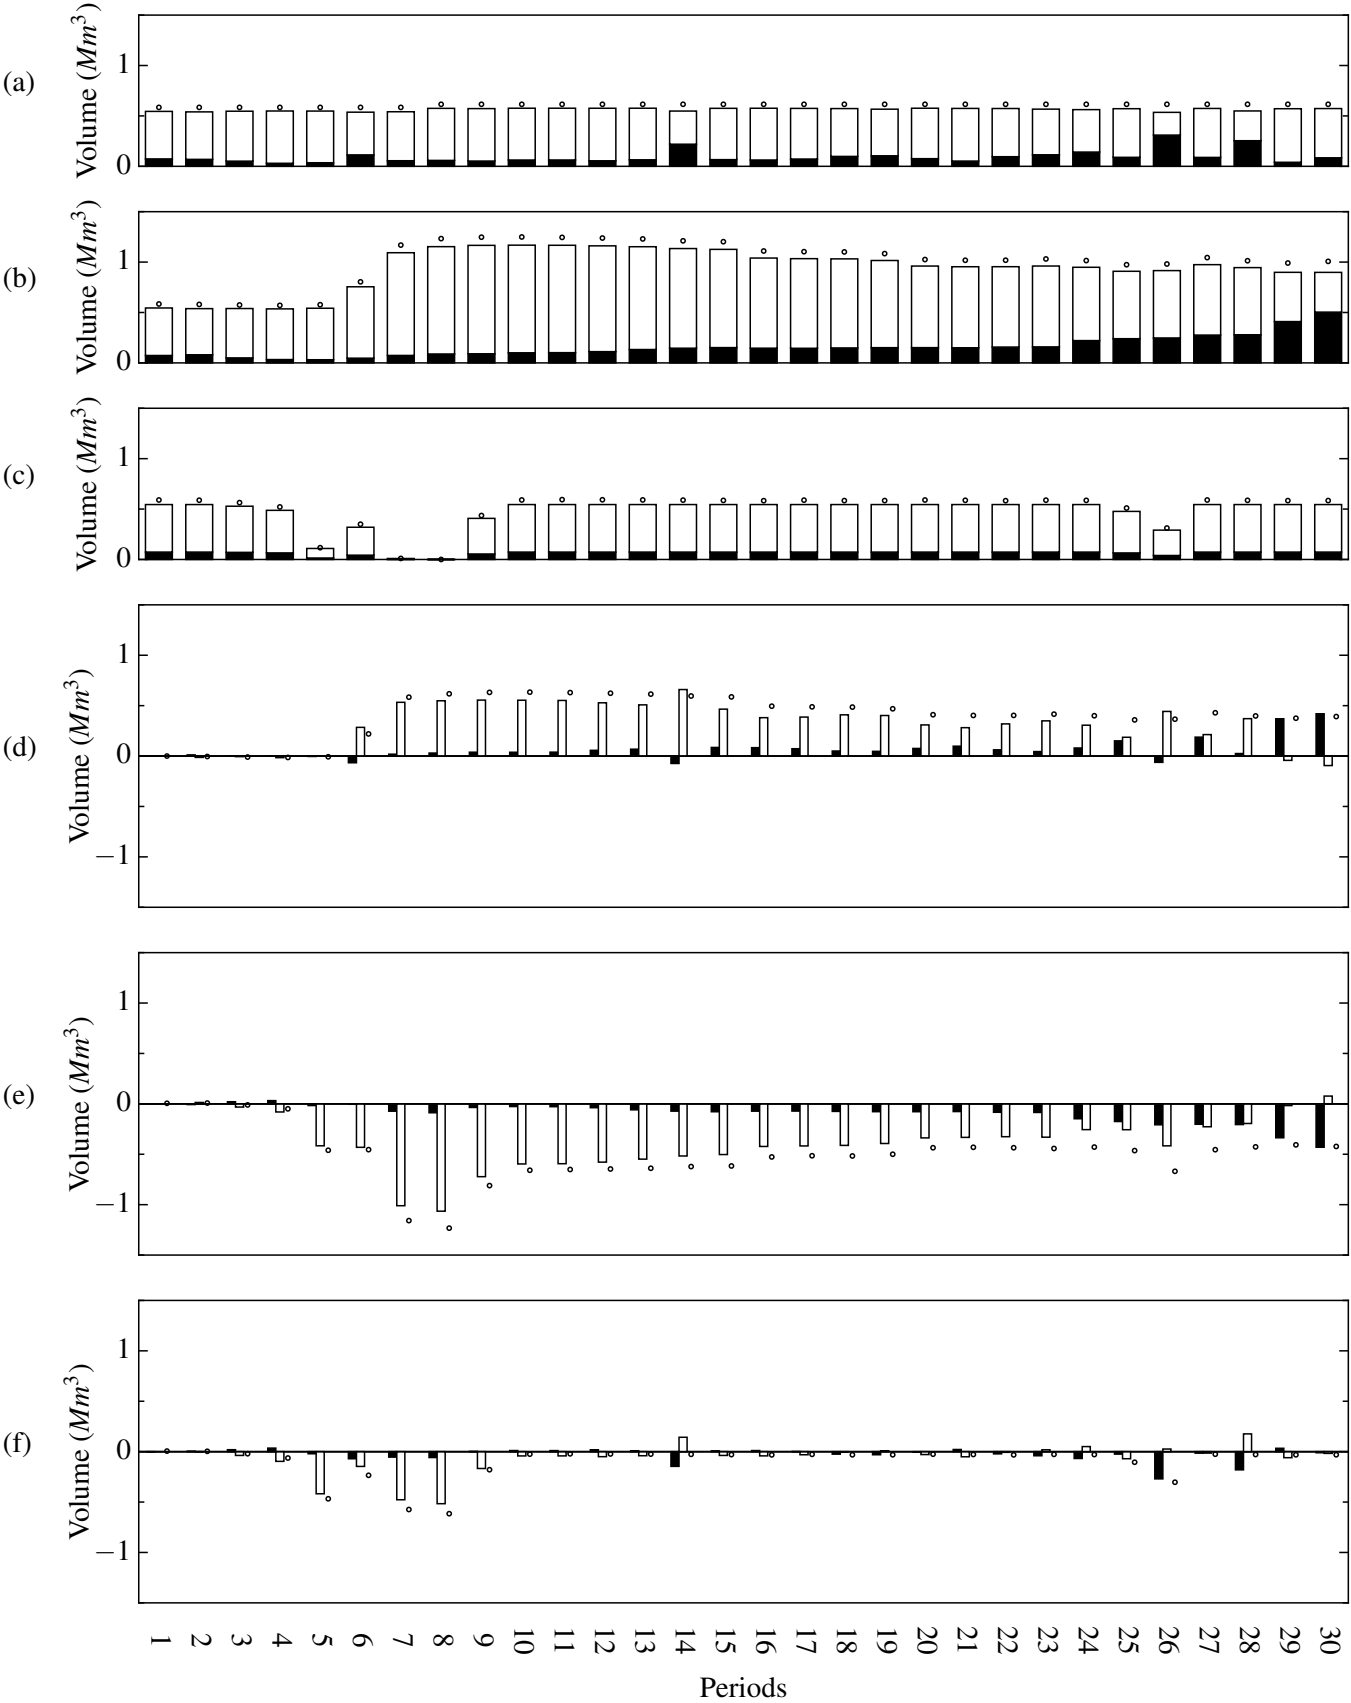 (a)
Volume (Mm³)
1
0
(b)
Volume (Mm³)
1
0
(c)
Volume (Mm³)
1
0
(d)
Volume (Mm³)
1
0
−1
(e)
Volume (Mm³)
1
0
−1
(f)
Volume (Mm³)
1
0
−1
1 2 3 4 5 6 7 8 9 10 11 12 13 14 15 16 17 18 19 20 21 22 23 24 25 26 27 28 29 30
Periods